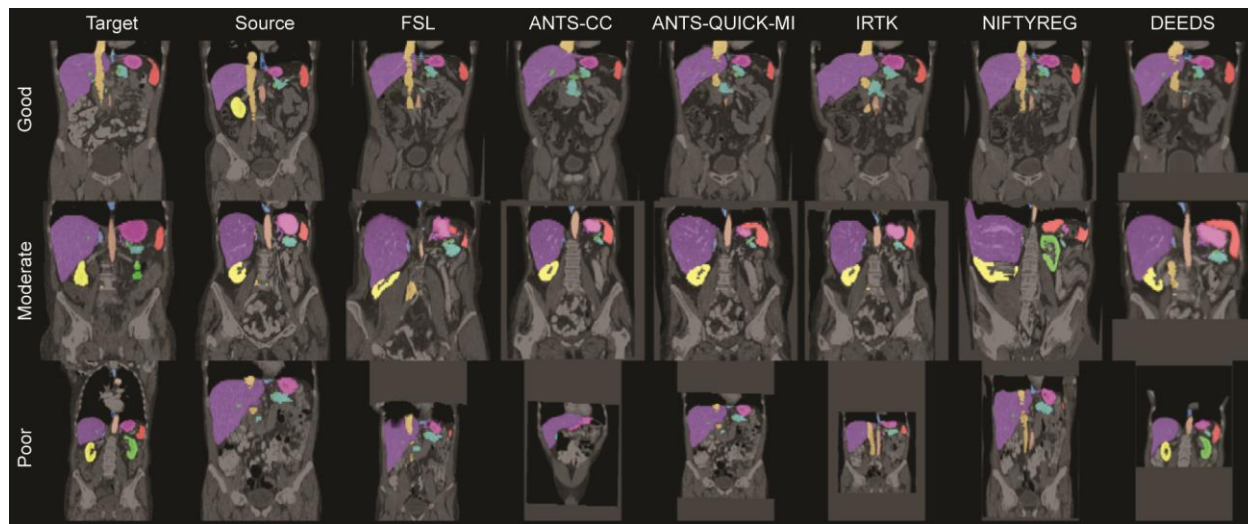 Target Source FSL ANTS-CC ANTS-QUICK-MI IRTK NIFTYREG DEEDS
Good
Moderate
Poor